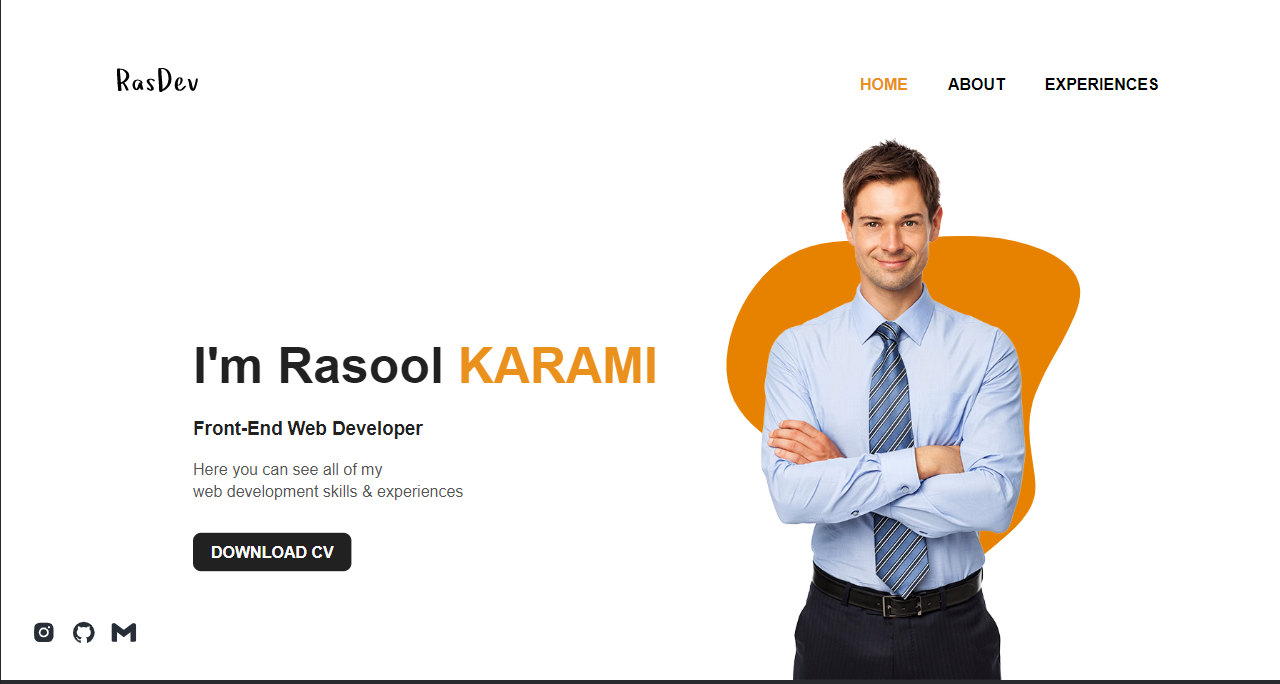 RasDev
HOME ABOUT EXPERIENCES
I'm Rasool KARAMI
Front-End Web Developer
Here you can see all of my
web development skills & experiences
DOWNLOAD CV